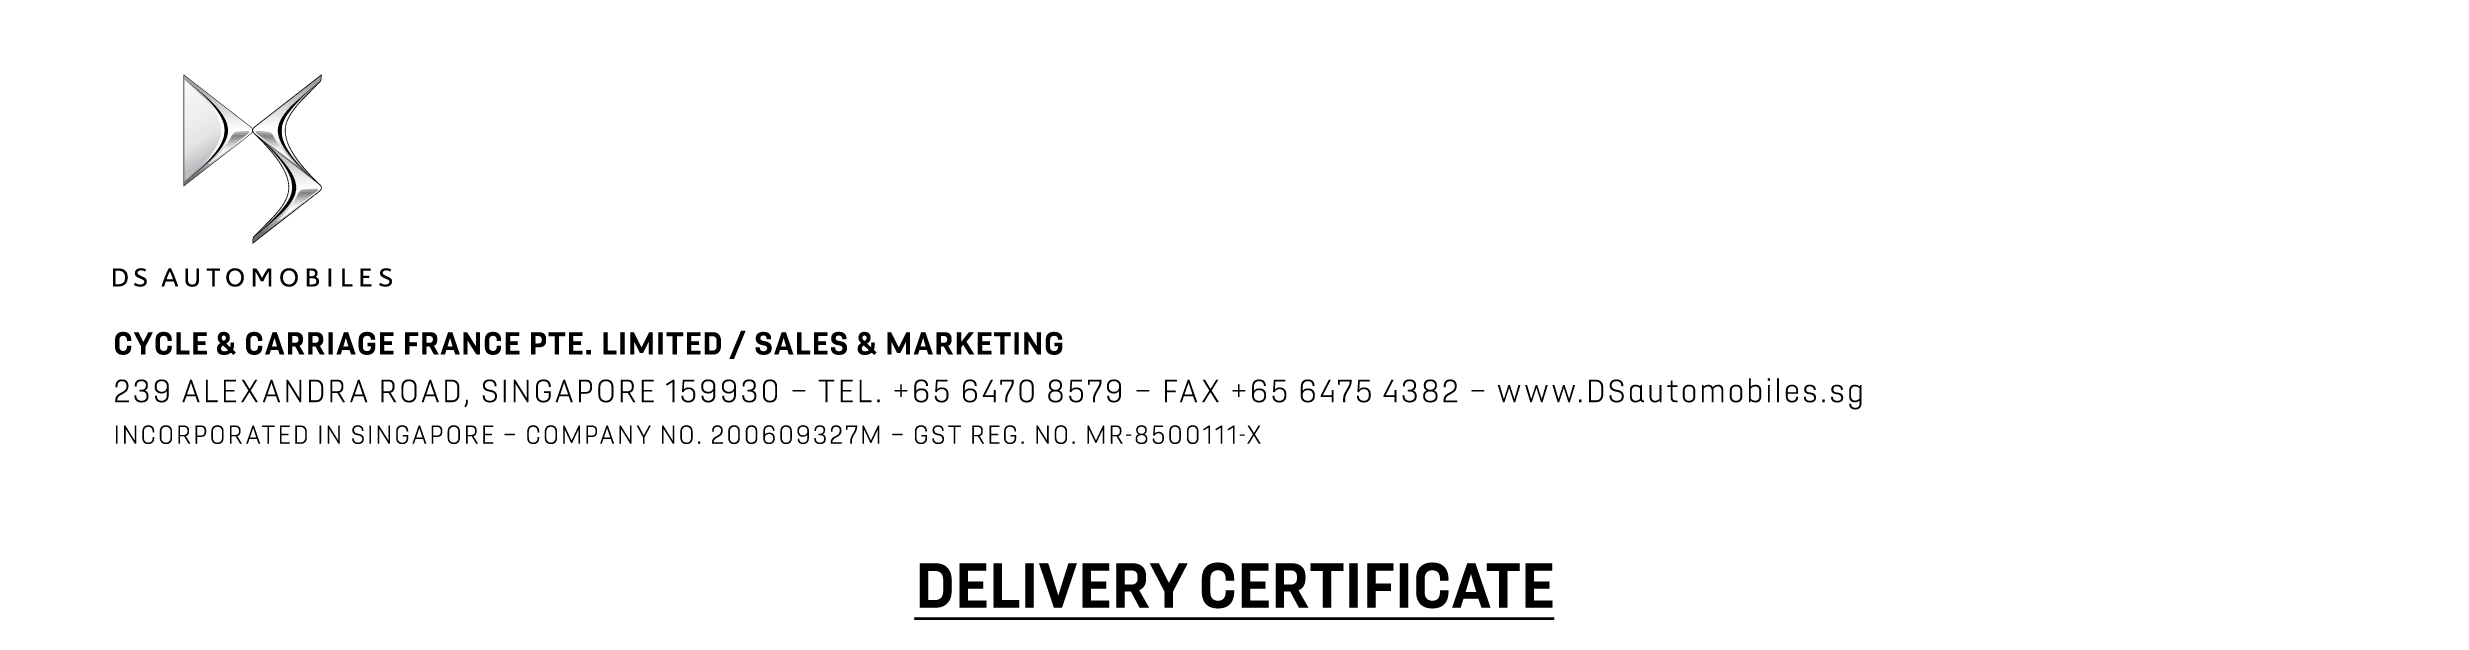 DS AUTOMOBILES
CYCLE & CARRIAGE FRANCE PTE. LIMITED / SALES & MARKETING
239 ALEXANDRA ROAD, SINGAPORE 159930 – TEL. +65 6470 8579 – FAX +65 6475 4382 – www.DSautomobiles.sg
INCORPORATED IN SINGAPORE – COMPANY NO. 200609327M – GST REG. NO. MR-8500111-X
DELIVERY CERTIFICATE